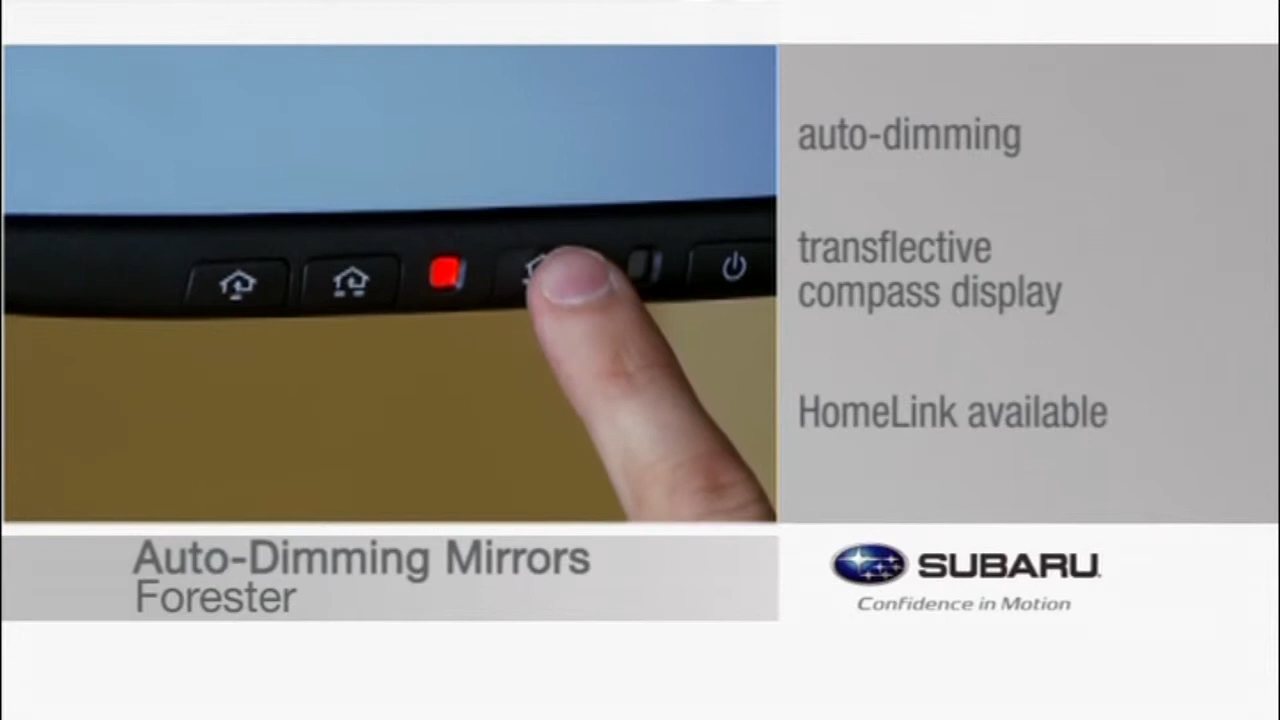 auto-dimming
transflective
compass display
HomeLink available
Auto-Dimming Mirrors
Forester
SUBARU
Confidence in Motion